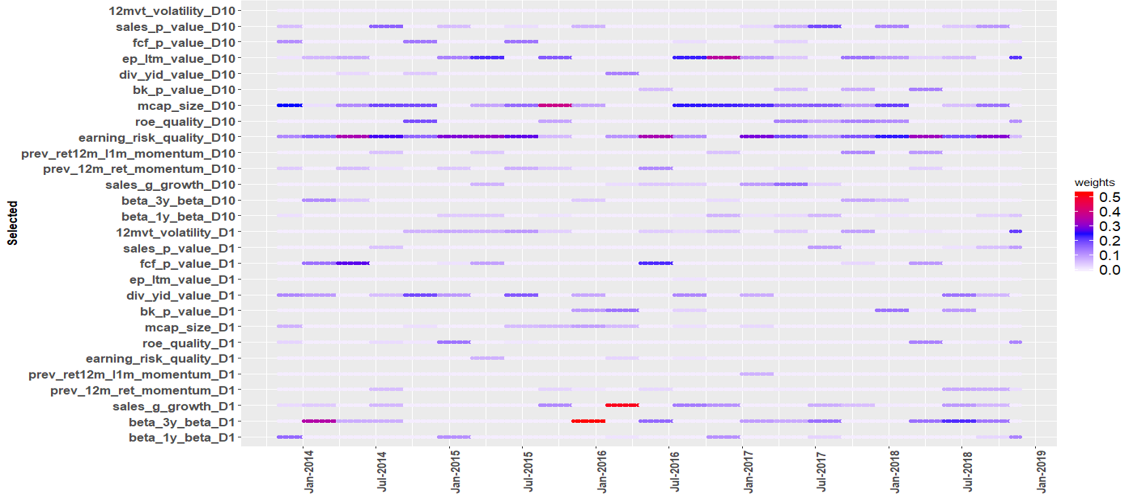 12mvt_volatility_D10
sales_p_value_D10
fcf_p_value_D10
ep_ltm_value_D10
div_yid_value_D10
bk_p_value_D10
mcap_size_D10
roe_quality_D10
earning_risk_quality_D10
prev_ret12m_l1m_momentum_D10
prev_12m_ret_momentum_D10
sales_g_growth_D10
beta_3y_beta_D10
beta_1y_beta_D10
12mvt_volatility_D1
sales_p_value_D1
fcf_p_value_D1
ep_ltm_value_D1
div_yid_value_D1
bk_p_value_D1
mcap_size_D1
roe_quality_D1
earning_risk_quality_D1
prev_ret12m_l1m_momentum_D1
prev_12m_ret_momentum_D1
sales_g_growth_D1
beta_3y_beta_D1
beta_1y_beta_D1
Selected
Jan-2014
Jul-2014
Jan-2015
Jul-2015
Jan-2016
Jul-2016
Jan-2017
Jul-2017
Jan-2018
Jul-2018
Jan-2019
weights
0.5
0.4
0.3
0.2
0.1
0.0